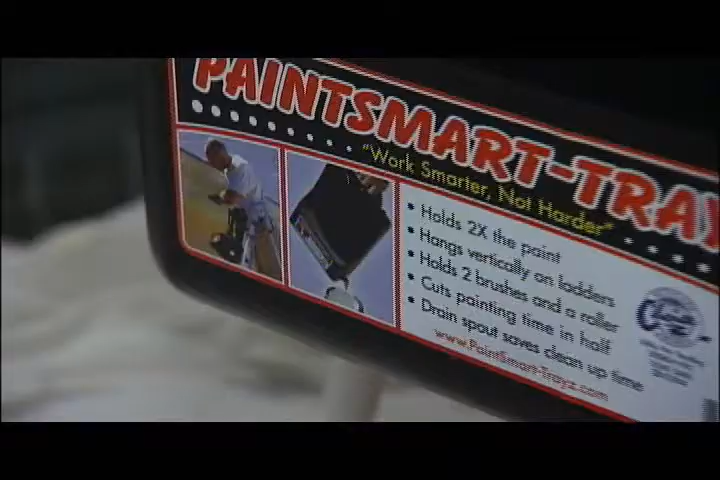 PAINTSMART-TRAY
"Work Smarter, Not Harder"
• Holds 2X the paint
• Hangs vertically on ladders
• Holds 2 brushes and a roller
• Cuts painting time in half
• Drain spout saves clean up time
www.PaintSmart-Trayz.com